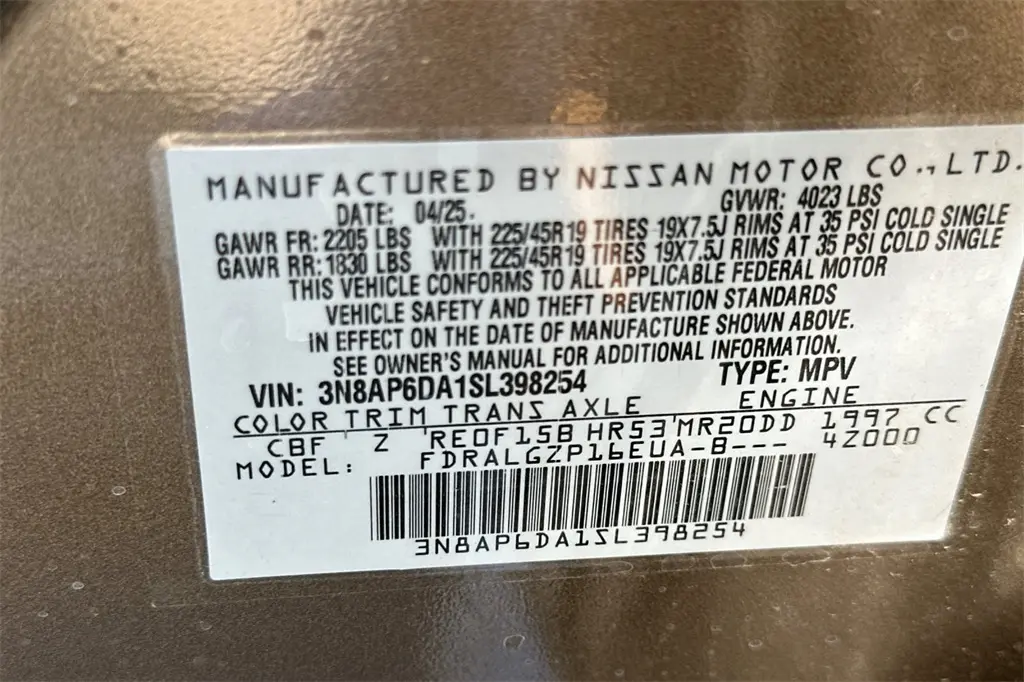 MANUFACTURED BY NISSAN MOTOR CO., LTD.
DATE: 04/25. GVWR: 4023 LBS
GAWR FR: 2205 LBS WITH 225/45R19 TIRES 19X7.5J RIMS AT 35 PSI COLD SINGLE
GAWR RR: 1830 LBS WITH 225/45R19 TIRES 19X7.5J RIMS AT 35 PSI COLD SINGLE
THIS VEHICLE CONFORMS TO ALL APPLICABLE FEDERAL MOTOR
VEHICLE SAFETY AND THEFT PREVENTION STANDARDS
IN EFFECT ON THE DATE OF MANUFACTURE SHOWN ABOVE.
SEE OWNER'S MANUAL FOR ADDITIONAL INFORMATION.
VIN: 3N8AP6DA1SL398254 TYPE: MPV
COLOR TRIM TRANS AXLE ENGINE
CBF Z RE0F15B HR53 MR20DD 1997 CC
MODEL: FDRALGZP16EUA-B--- 4Z000
3N8AP6DA1SL398254